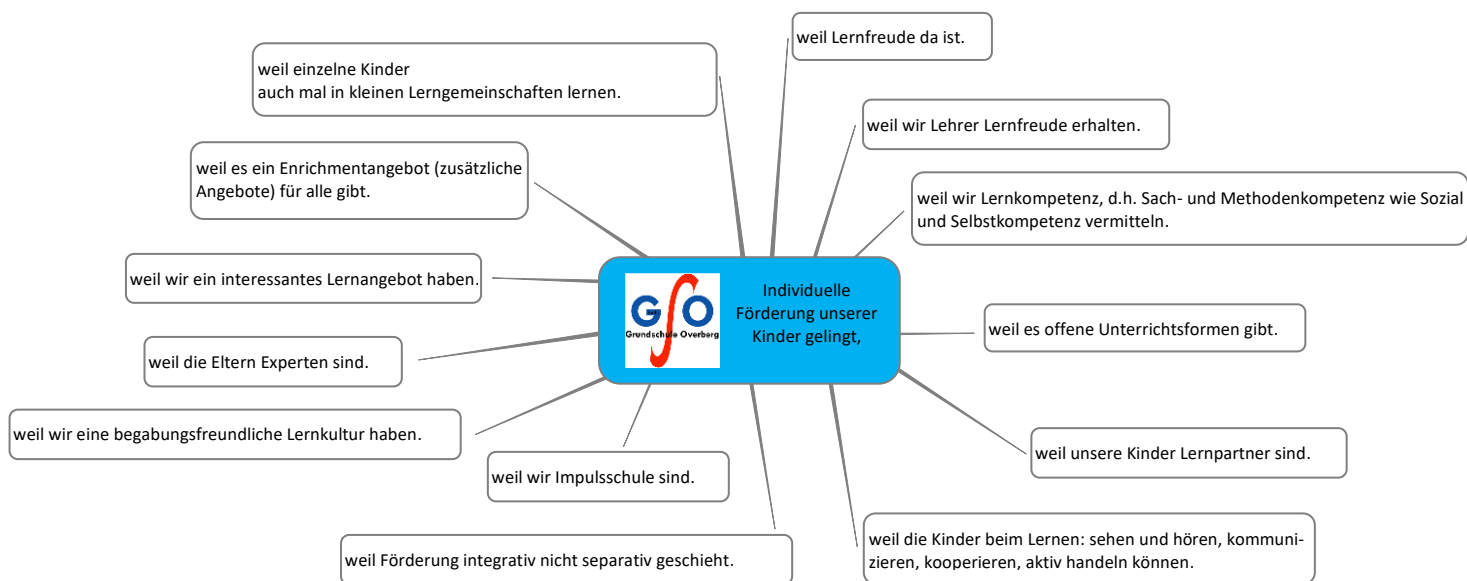 weil Lernfreude da ist.
weil einzelne Kinder
auch mal in kleinen Lerngemeinschaften lernen.
weil wir Lehrer Lernfreude erhalten.
weil es ein Enrichmentangebot (zusätzliche
Angebote) für alle gibt.
weil wir Lernkompetenz, d.h. Sach- und Methodenkompetenz wie Sozial
und Selbstkompetenz vermitteln.
weil wir ein interessantes Lernangebot haben.
GSO
Grundschule Overberg
Individuelle
Förderung unserer
Kinder gelingt,
weil es offene Unterrichtsformen gibt.
weil die Eltern Experten sind.
weil wir eine begabungsfreundliche Lernkultur haben.
weil unsere Kinder Lernpartner sind.
weil wir Impulsschule sind.
weil die Kinder beim Lernen: sehen und hören, kommuni-
zieren, kooperieren, aktiv handeln können.
weil Förderung integrativ nicht separativ geschieht.